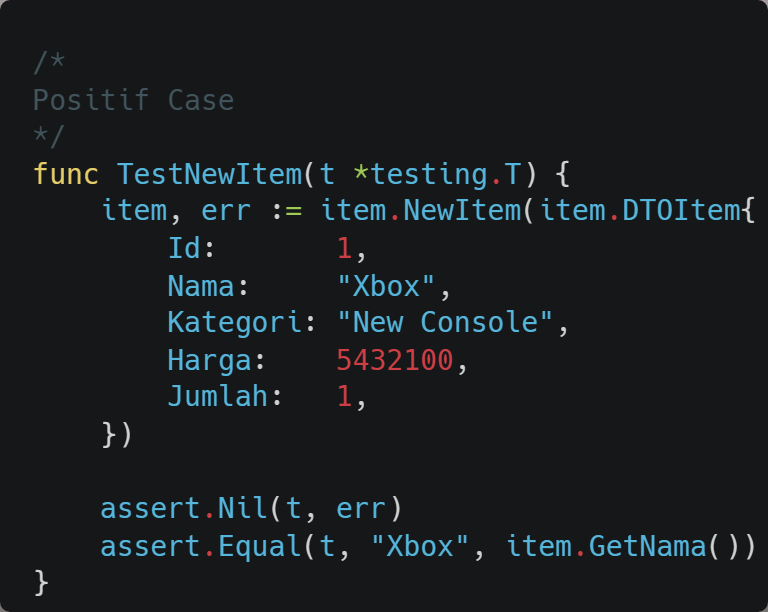 /*
Positif Case
*/
func TestNewItem(t *testing.T) {
    item, err := item.NewItem(item.DTOItem{
        Id:       1,
        Nama:     "Xbox",
        Kategori: "New Console",
        Harga:    5432100,
        Jumlah:   1,
    })

    assert.Nil(t, err)
    assert.Equal(t, "Xbox", item.GetNama())
}